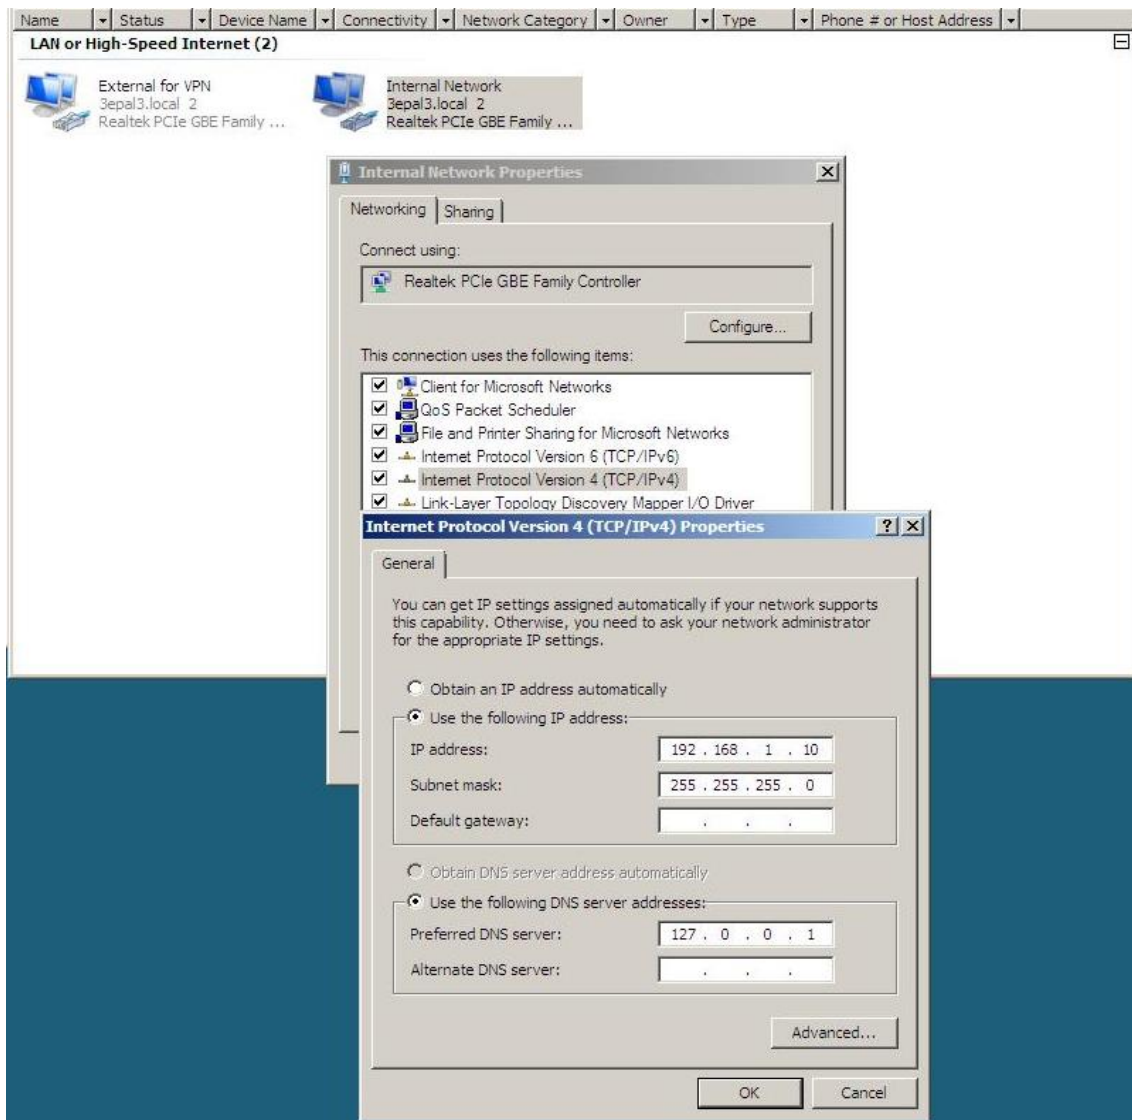 Name Status Device Name Connectivity Network Category Owner Type Phone # or Host Address
LAN or High-Speed Internet (2)
External for VPN
3epal3.local 2
Realtek PCIe GBE Family ...
Internal Network
3epal3.local 2
Realtek PCIe GBE Family ...
Internal Network Properties
Networking Sharing
Connect using:
Realtek PCIe GBE Family Controller
Configure...
This connection uses the following items:
Client for Microsoft Networks
QoS Packet Scheduler
File and Printer Sharing for Microsoft Networks
Internet Protocol Version 6 (TCP/IPv6)
Internet Protocol Version 4 (TCP/IPv4)
Link-Layer Topology Discovery Mapper I/O Driver
Internet Protocol Version 4 (TCP/IPv4) Properties
General
You can get IP settings assigned automatically if your network supports
this capability. Otherwise, you need to ask your network administrator
for the appropriate IP settings.
Obtain an IP address automatically
Use the following IP address:
IP address: 192 . 168 . 1 . 10
Subnet mask: 255 . 255 . 255 . 0
Default gateway: . . .
Obtain DNS server address automatically
Use the following DNS server addresses:
Preferred DNS server: 127 . 0 . 0 . 1
Alternate DNS server: . . .
Advanced...
OK Cancel